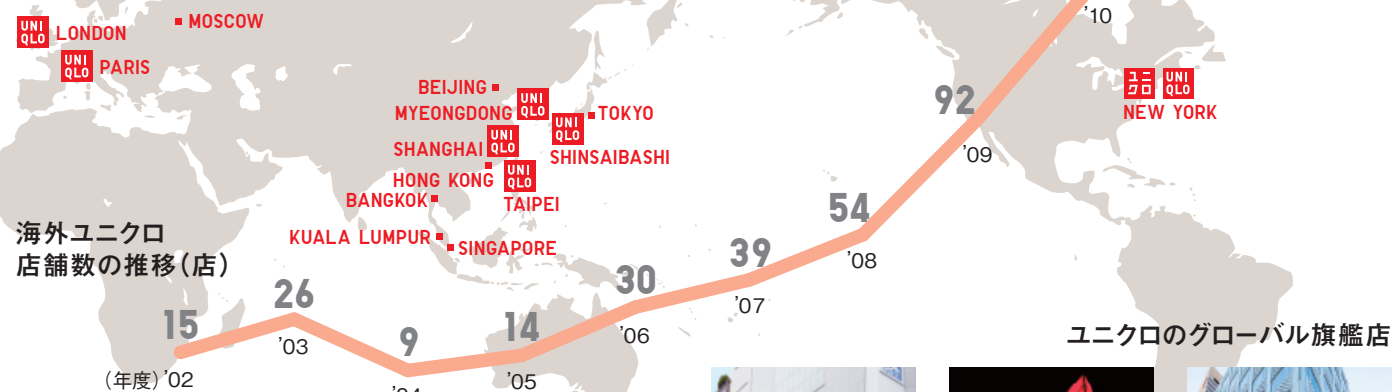 '10
UNI
QLO
LONDON
MOSCOW
UNI
QLO
PARIS
BEIJING
MYEONGDONG
UNI
QLO
TOKYO
UNI
QLO
SHINSAIBASHI
SHANGHAI
UNI
QLO
HONG KONG
UNI
QLO
TAIPEI
BANGKOK
KUALA LUMPUR
SINGAPORE
ユニ
クロ
UNI
QLO
NEW YORK
海外ユニクロ
店舗数の推移（店）
15
26
9
14
30
39
54
92
（年度）'02
'03
'04
'05
'06
'07
'08
'09
ユニクロのグローバル旗艦店